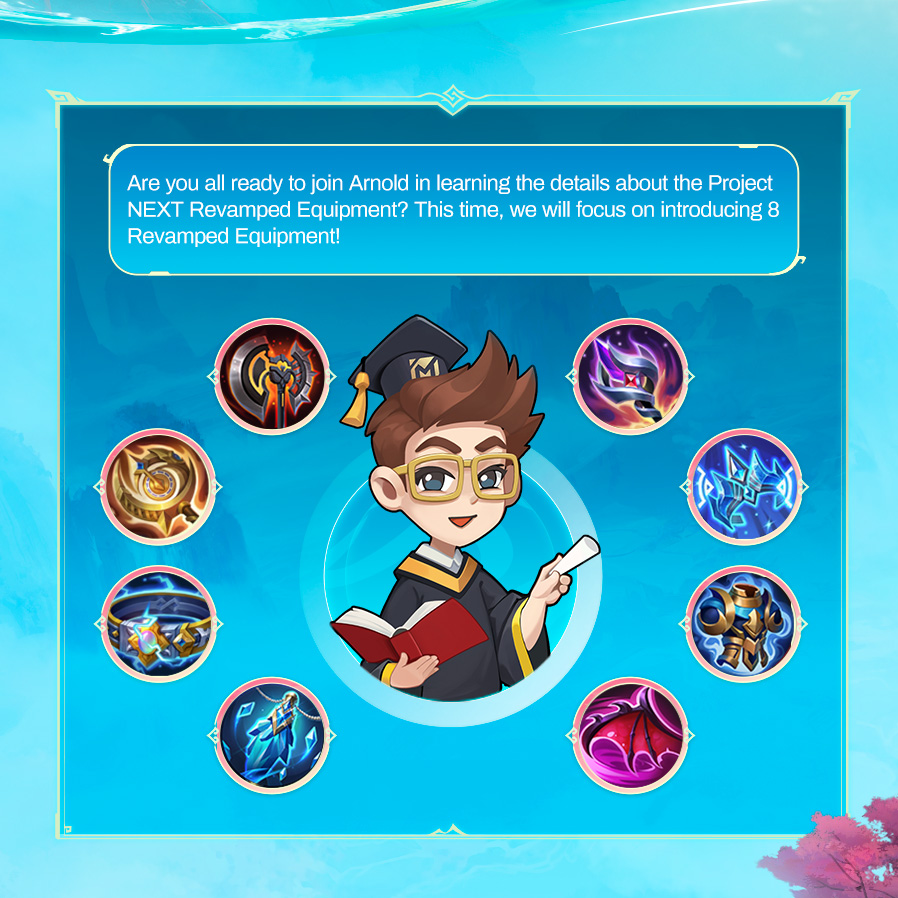 Are you all ready to join Arnold in learning the details about the Project
NEXT Revamped Equipment? This time, we will focus on introducing 8
Revamped Equipment!